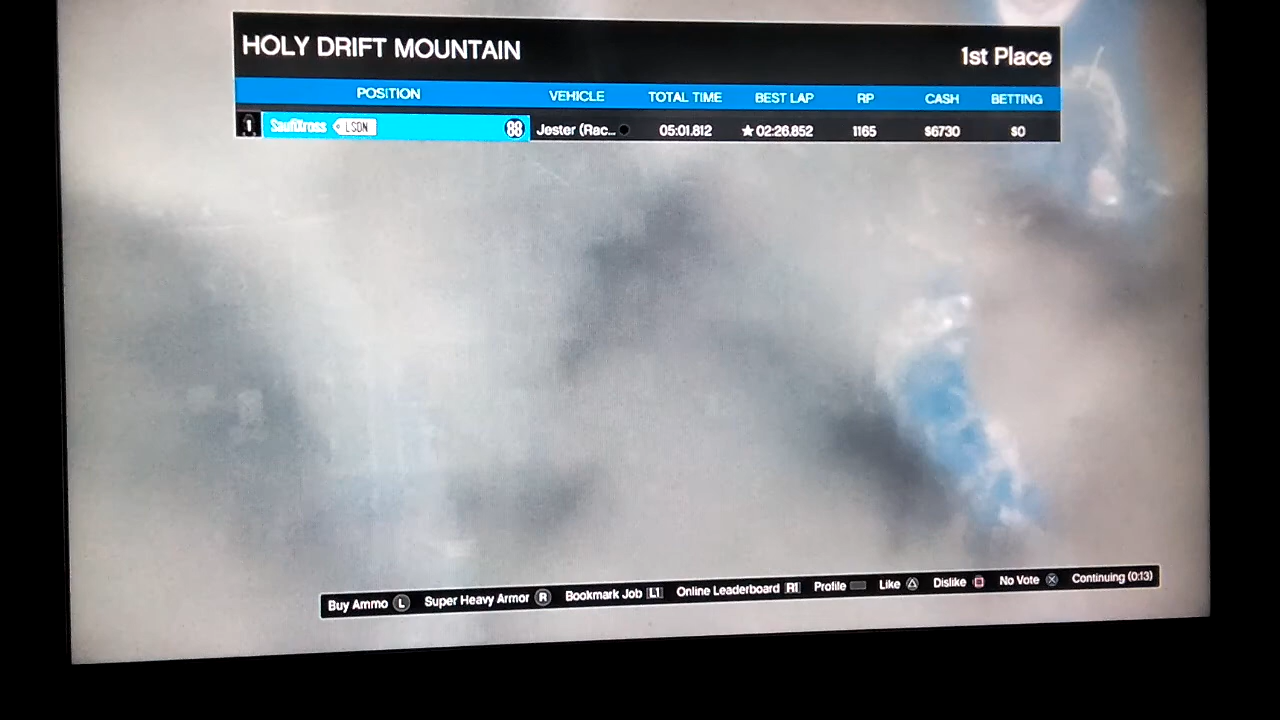 HOLY DRIFT MOUNTAIN 1st Place
POSITION VEHICLE TOTAL TIME BEST LAP RP CASH BETTING
1 LSDN 88 Jester (Rac... 05:01.812 ★ 02:26.852 1165 $6730 $0
Buy Ammo L Super Heavy Armor R Bookmark Job L1 Online Leaderboard R1 Profile Like Dislike No Vote Continuing (0:13)